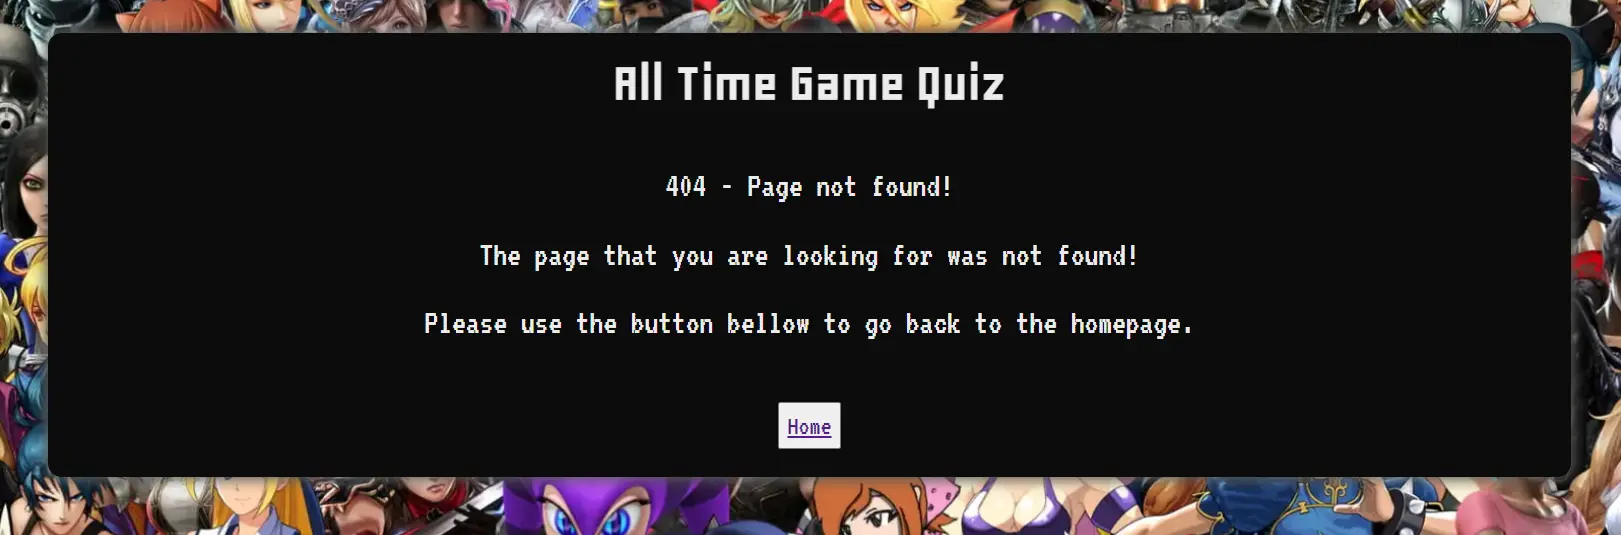 All Time Game Quiz
404 - Page not found!
The page that you are looking for was not found!
Please use the button bellow to go back to the homepage.
Home